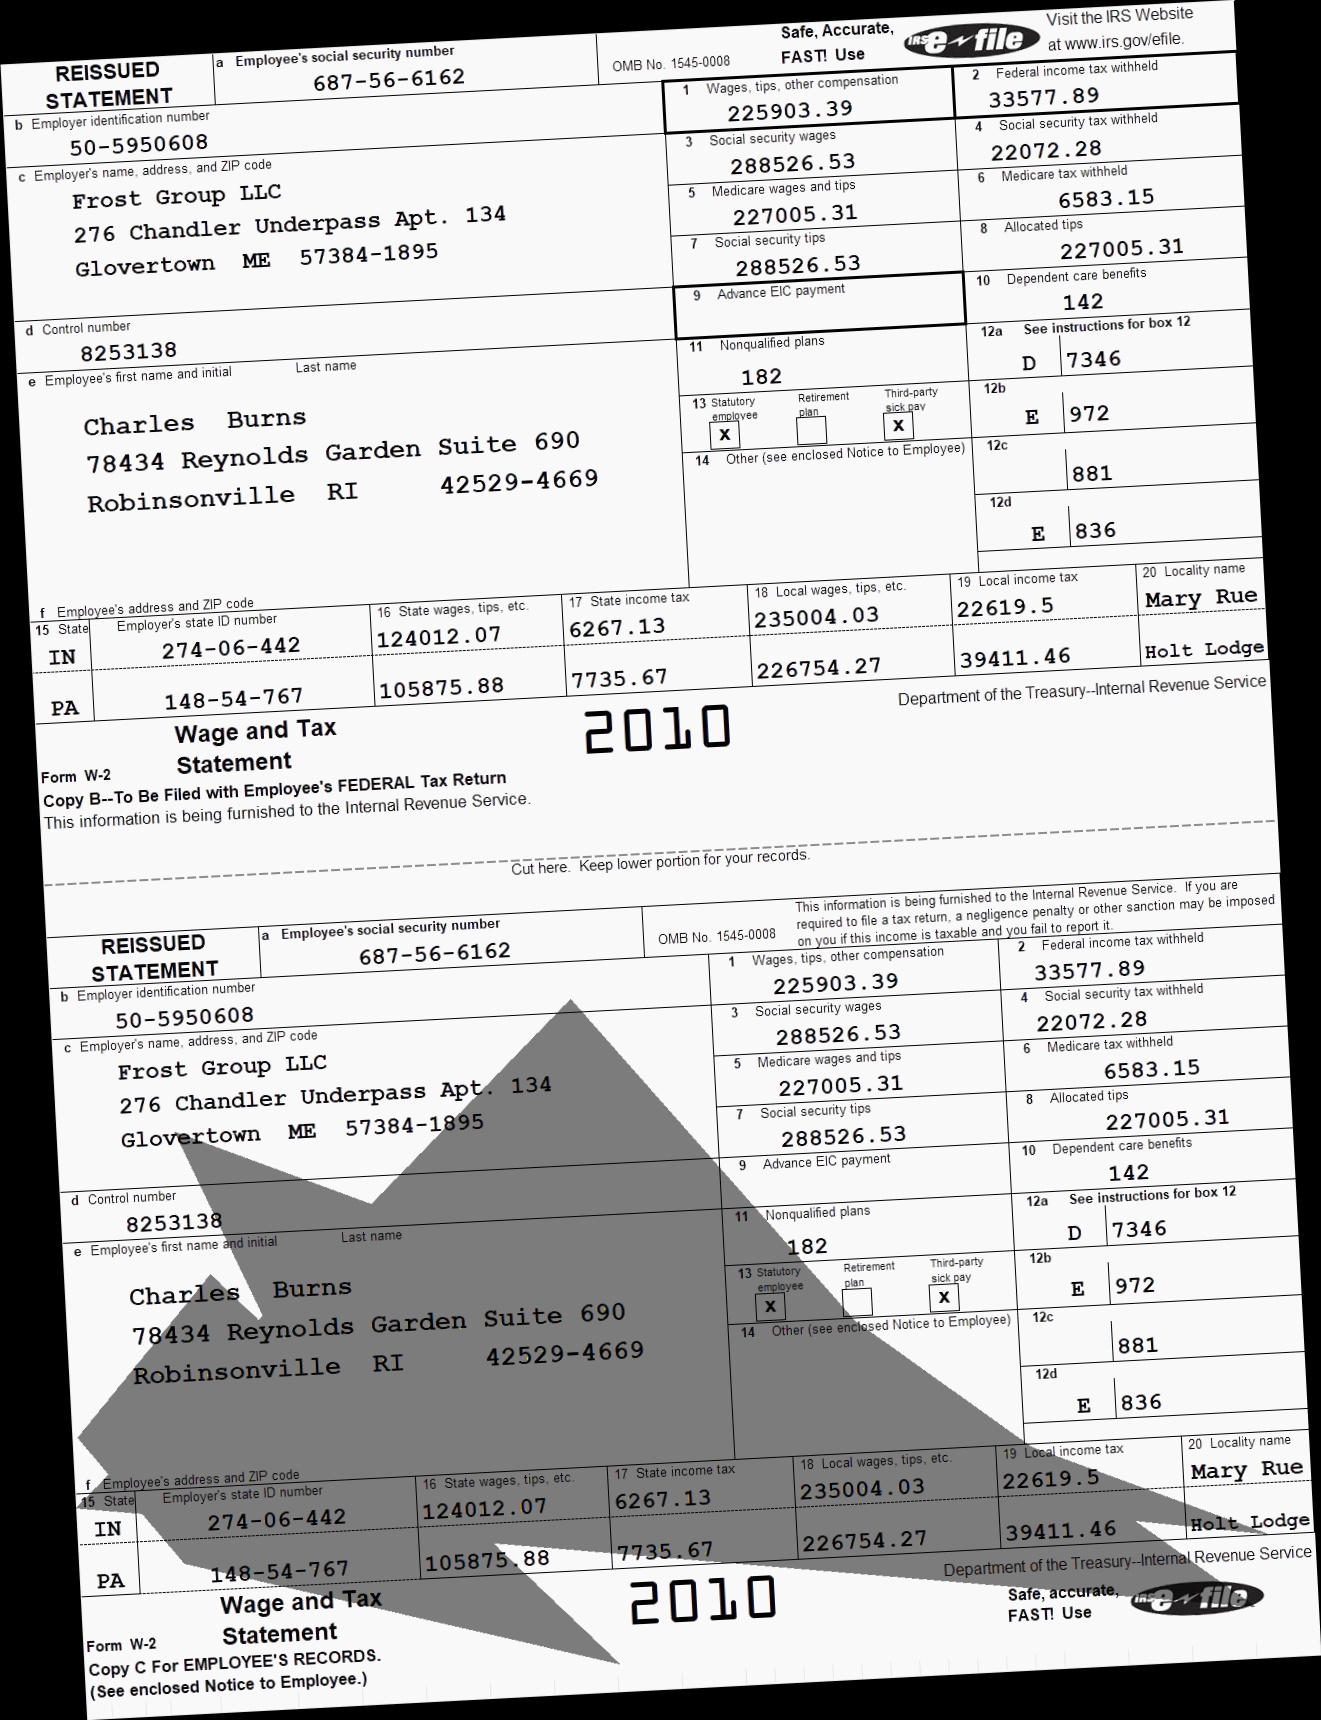 REISSUED STATEMENT
a Employee's social security number
687-56-6162
OMB No. 1545-0008
Safe, Accurate, FAST! Use
IRS e-file
Visit the IRS Website at www.irs.gov/efile.
b Employer identification number
50-5950608
1 Wages, tips, other compensation
225903.39
2 Federal income tax withheld
33577.89
c Employer's name, address, and ZIP code
Frost Group LLC
276 Chandler Underpass Apt. 134
Glovertown ME 57384-1895
3 Social security wages
288526.53
4 Social security tax withheld
22072.28
5 Medicare wages and tips
227005.31
6 Medicare tax withheld
6583.15
7 Social security tips
288526.53
8 Allocated tips
227005.31
d Control number
8253138
9 Advance EIC payment
10 Dependent care benefits
142
e Employee's first name and initial Last name
Charles Burns
78434 Reynolds Garden Suite 690
Robinsonville RI 42529-4669
11 Nonqualified plans
182
12a See instructions for box 12
D 7346
13 Statutory employee Retirement plan Third-party sick pay
X X
12b
E 972
14 Other (see enclosed Notice to Employee)
12c
881
12d
E 836
f Employee's address and ZIP code
15 State Employer's state ID number 16 State wages, tips, etc. 17 State income tax 18 Local wages, tips, etc. 19 Local income tax 20 Locality name
IN 274-06-442 124012.07 6267.13 235004.03 22619.5 Mary Rue
PA 148-54-767 105875.88 7735.67 226754.27 39411.46 Holt Lodge
Form W-2 Wage and Tax Statement
2010
Department of the Treasury--Internal Revenue Service
Copy B--To Be Filed with Employee's FEDERAL Tax Return
This information is being furnished to the Internal Revenue Service.
Cut here. Keep lower portion for your records.
REISSUED STATEMENT
a Employee's social security number
687-56-6162
OMB No. 1545-0008
This information is being furnished to the Internal Revenue Service. If you are
required to file a tax return, a negligence penalty or other sanction may be imposed
on you if this income is taxable and you fail to report it.
b Employer identification number
50-5950608
1 Wages, tips, other compensation
225903.39
2 Federal income tax withheld
33577.89
c Employer's name, address, and ZIP code
Frost Group LLC
276 Chandler Underpass Apt. 134
Glovertown ME 57384-1895
3 Social security wages
288526.53
4 Social security tax withheld
22072.28
5 Medicare wages and tips
227005.31
6 Medicare tax withheld
6583.15
7 Social security tips
288526.53
8 Allocated tips
227005.31
d Control number
8253138
9 Advance EIC payment
10 Dependent care benefits
142
e Employee's first name and initial Last name
Charles Burns
78434 Reynolds Garden Suite 690
Robinsonville RI 42529-4669
11 Nonqualified plans
182
12a See instructions for box 12
D 7346
13 Statutory employee Retirement plan Third-party sick pay
X X
12b
E 972
14 Other (see enclosed Notice to Employee)
12c
881
12d
E 836
f Employee's address and ZIP code
15 State Employer's state ID number 16 State wages, tips, etc. 17 State income tax 18 Local wages, tips, etc. 19 Local income tax 20 Locality name
IN 274-06-442 124012.07 6267.13 235004.03 22619.5 Mary Rue
PA 148-54-767 105875.88 7735.67 226754.27 39411.46 Holt Lodge
Form W-2 Wage and Tax Statement
2010
Department of the Treasury--Internal Revenue Service
Safe, accurate, FAST! Use
IRS e-file
Copy C For EMPLOYEE'S RECORDS.
(See enclosed Notice to Employee.)